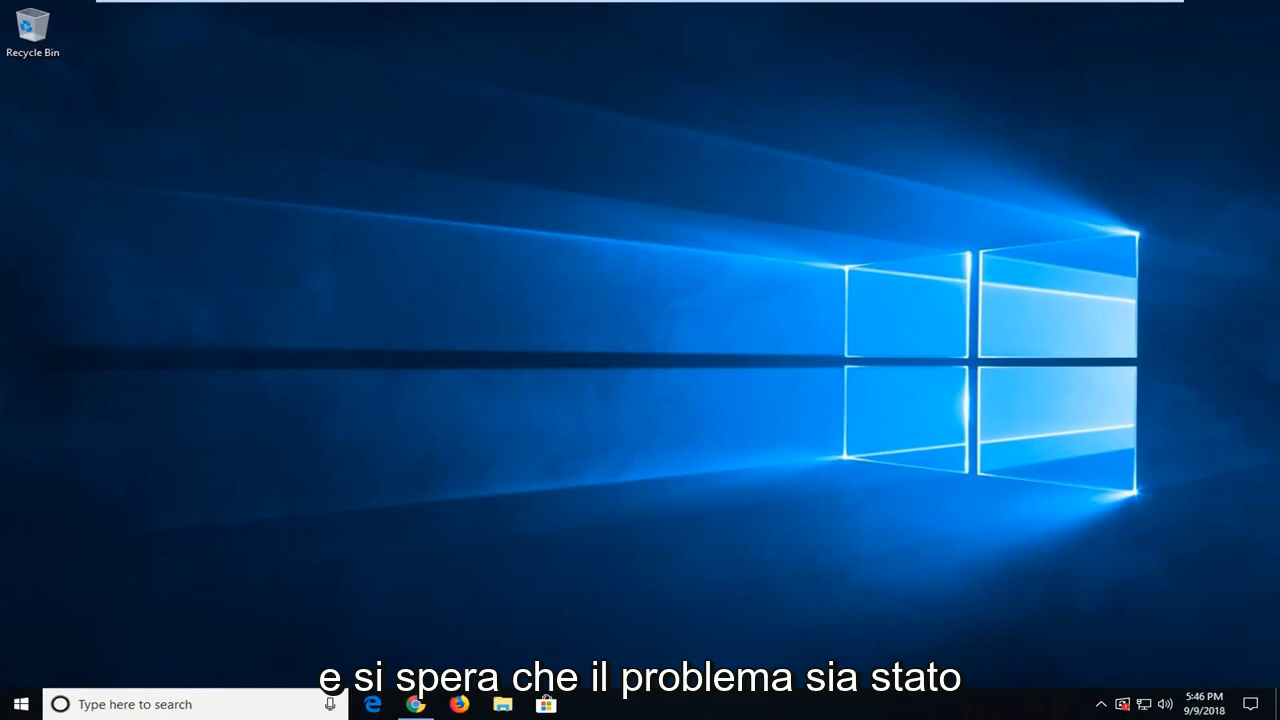 Recycle Bin
e si spera che il problema sia stato
Type here to search
5:46 PM
9/9/2018